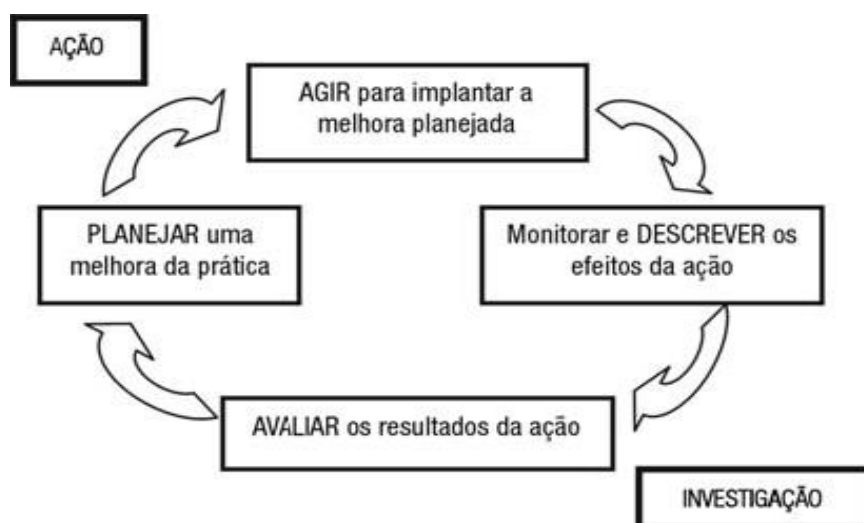 AÇÃO
AGIR para implantar a
melhora planejada
PLANEJAR uma
melhora da prática
Monitorar e DESCREVER os
efeitos da ação
AVALIAR os resultados da ação
INVESTIGAÇÃO